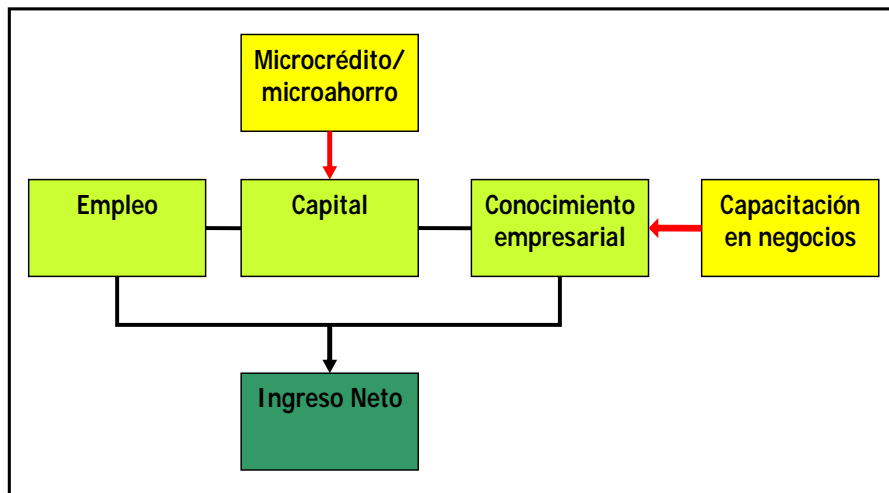 Microcrédito/
microahorro
Empleo
Capital
Conocimiento
empresarial
Capacitación
en negocios
Ingreso Neto